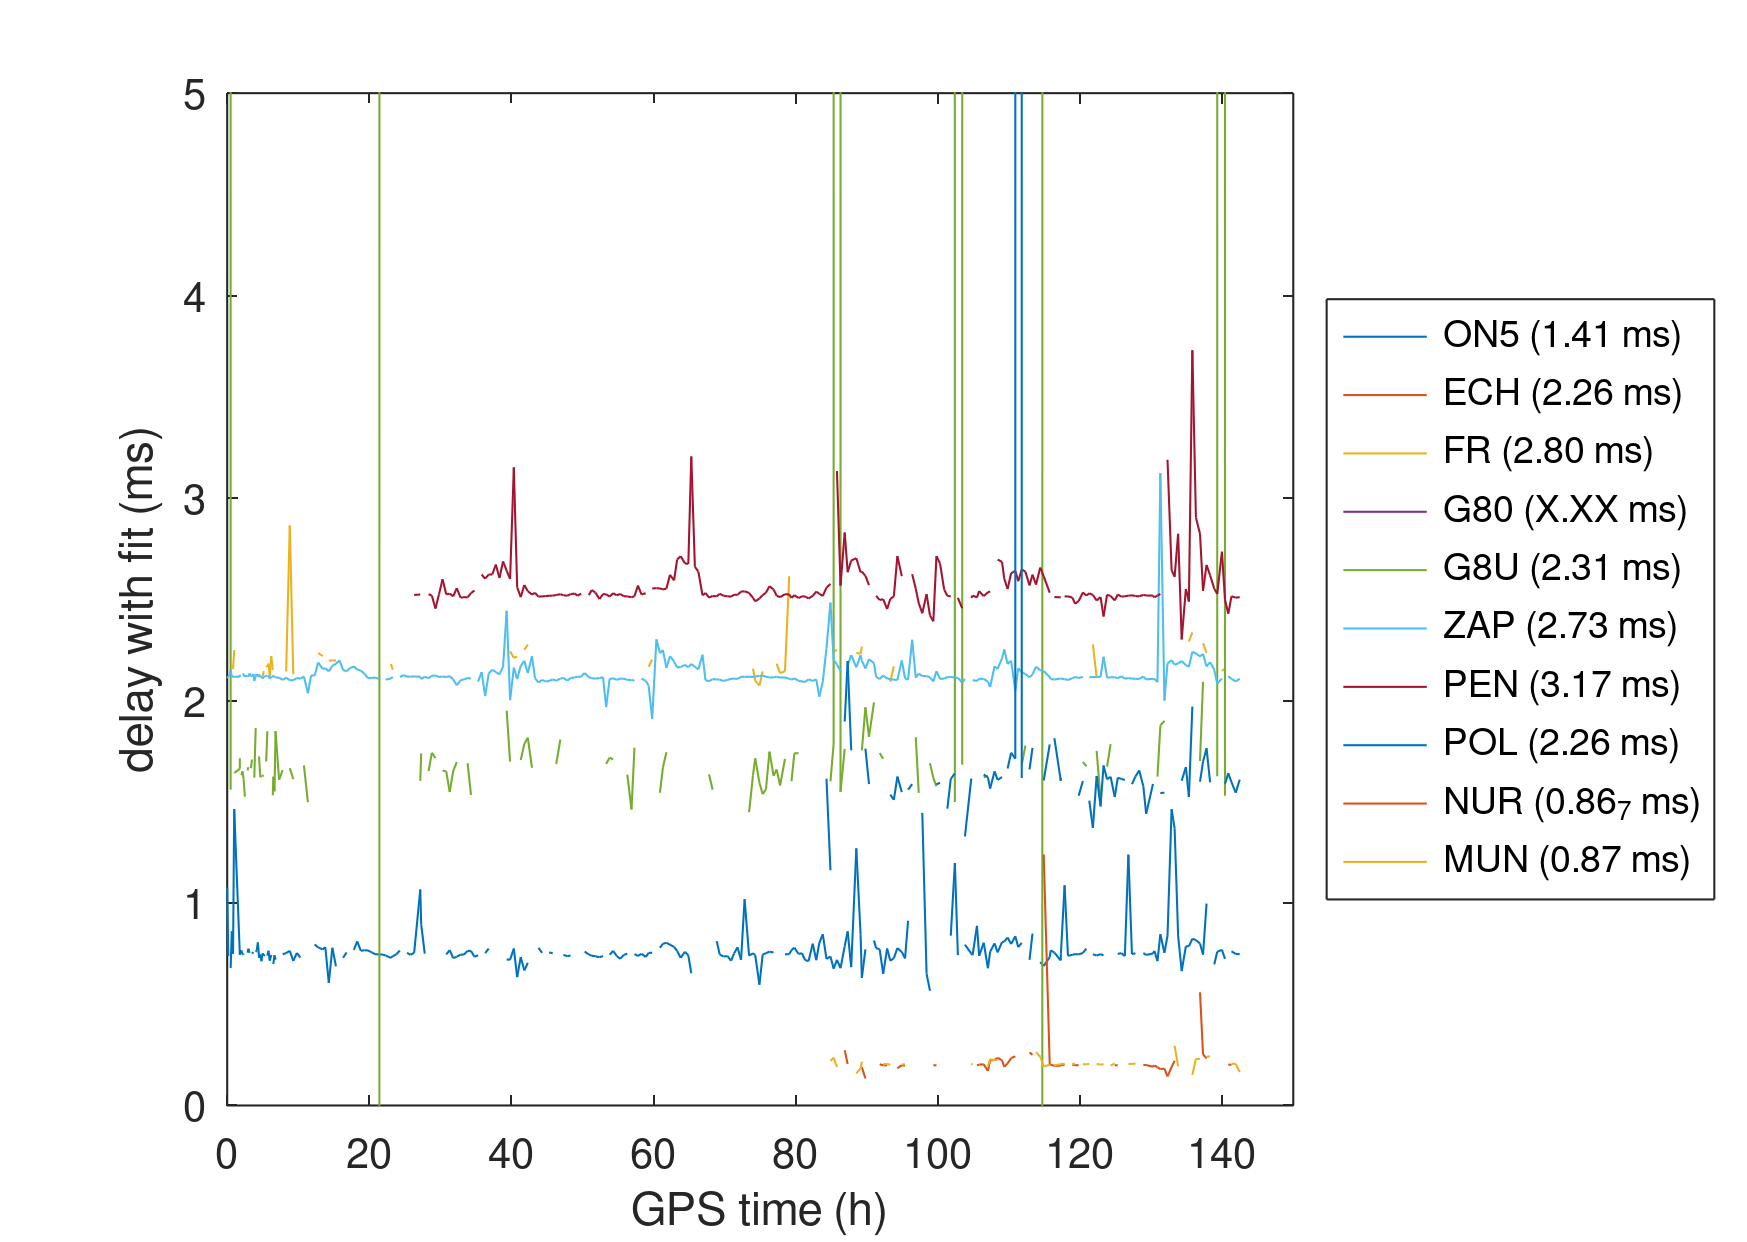 5
4
3
2
1
0
delay with fit (ms)
0 20 40 60 80 100 120 140
GPS time (h)
ON5 (1.41 ms)
ECH (2.26 ms)
FR (2.80 ms)
G80 (X.XX ms)
G8U (2.31 ms)
ZAP (2.73 ms)
PEN (3.17 ms)
POL (2.26 ms)
NUR (0.86₇ ms)
MUN (0.87 ms)